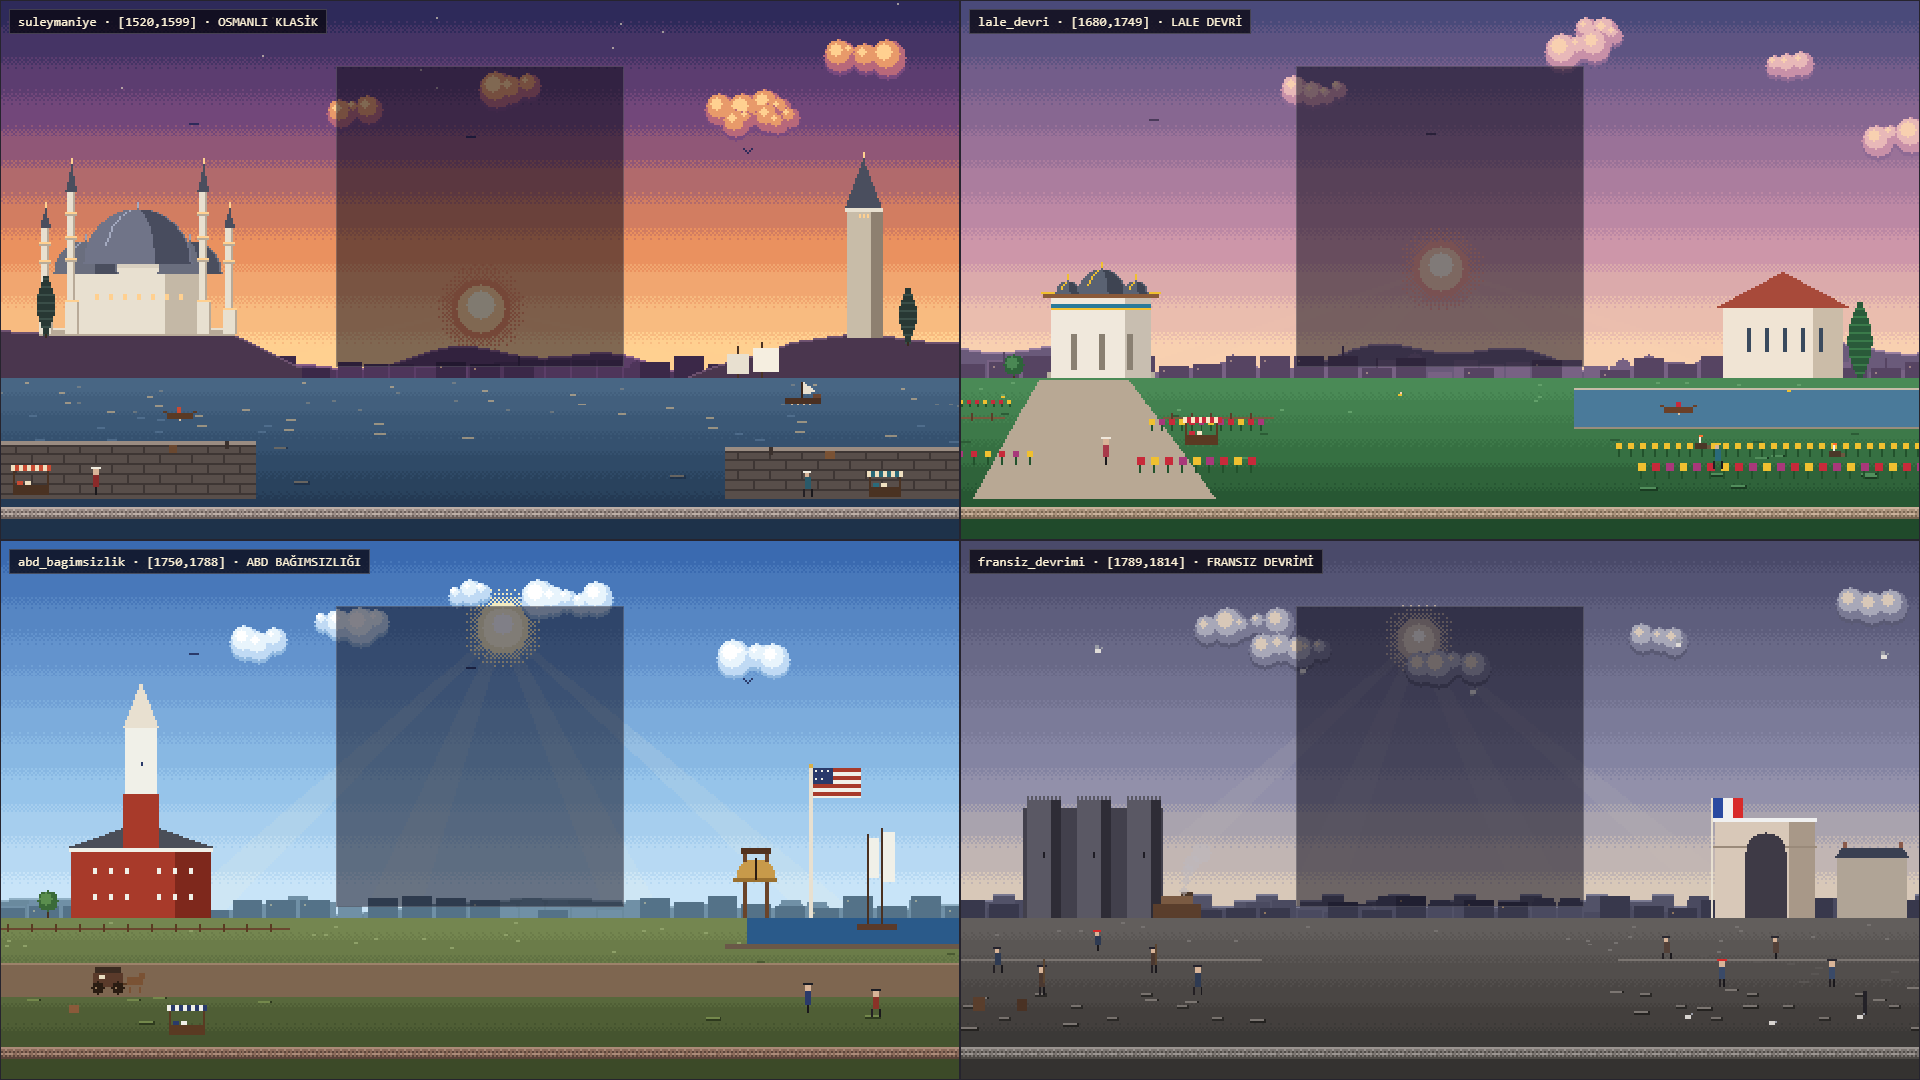 suleymaniye · [1520,1599] · OSMANLI KLASİK
lale_devri · [1680,1749] · LALE DEVRİ
abd_bagimsizlik · [1750,1788] · ABD BAĞIMSIZLIĞI
fransiz_devrimi · [1789,1814] · FRANSIZ DEVRİMİ